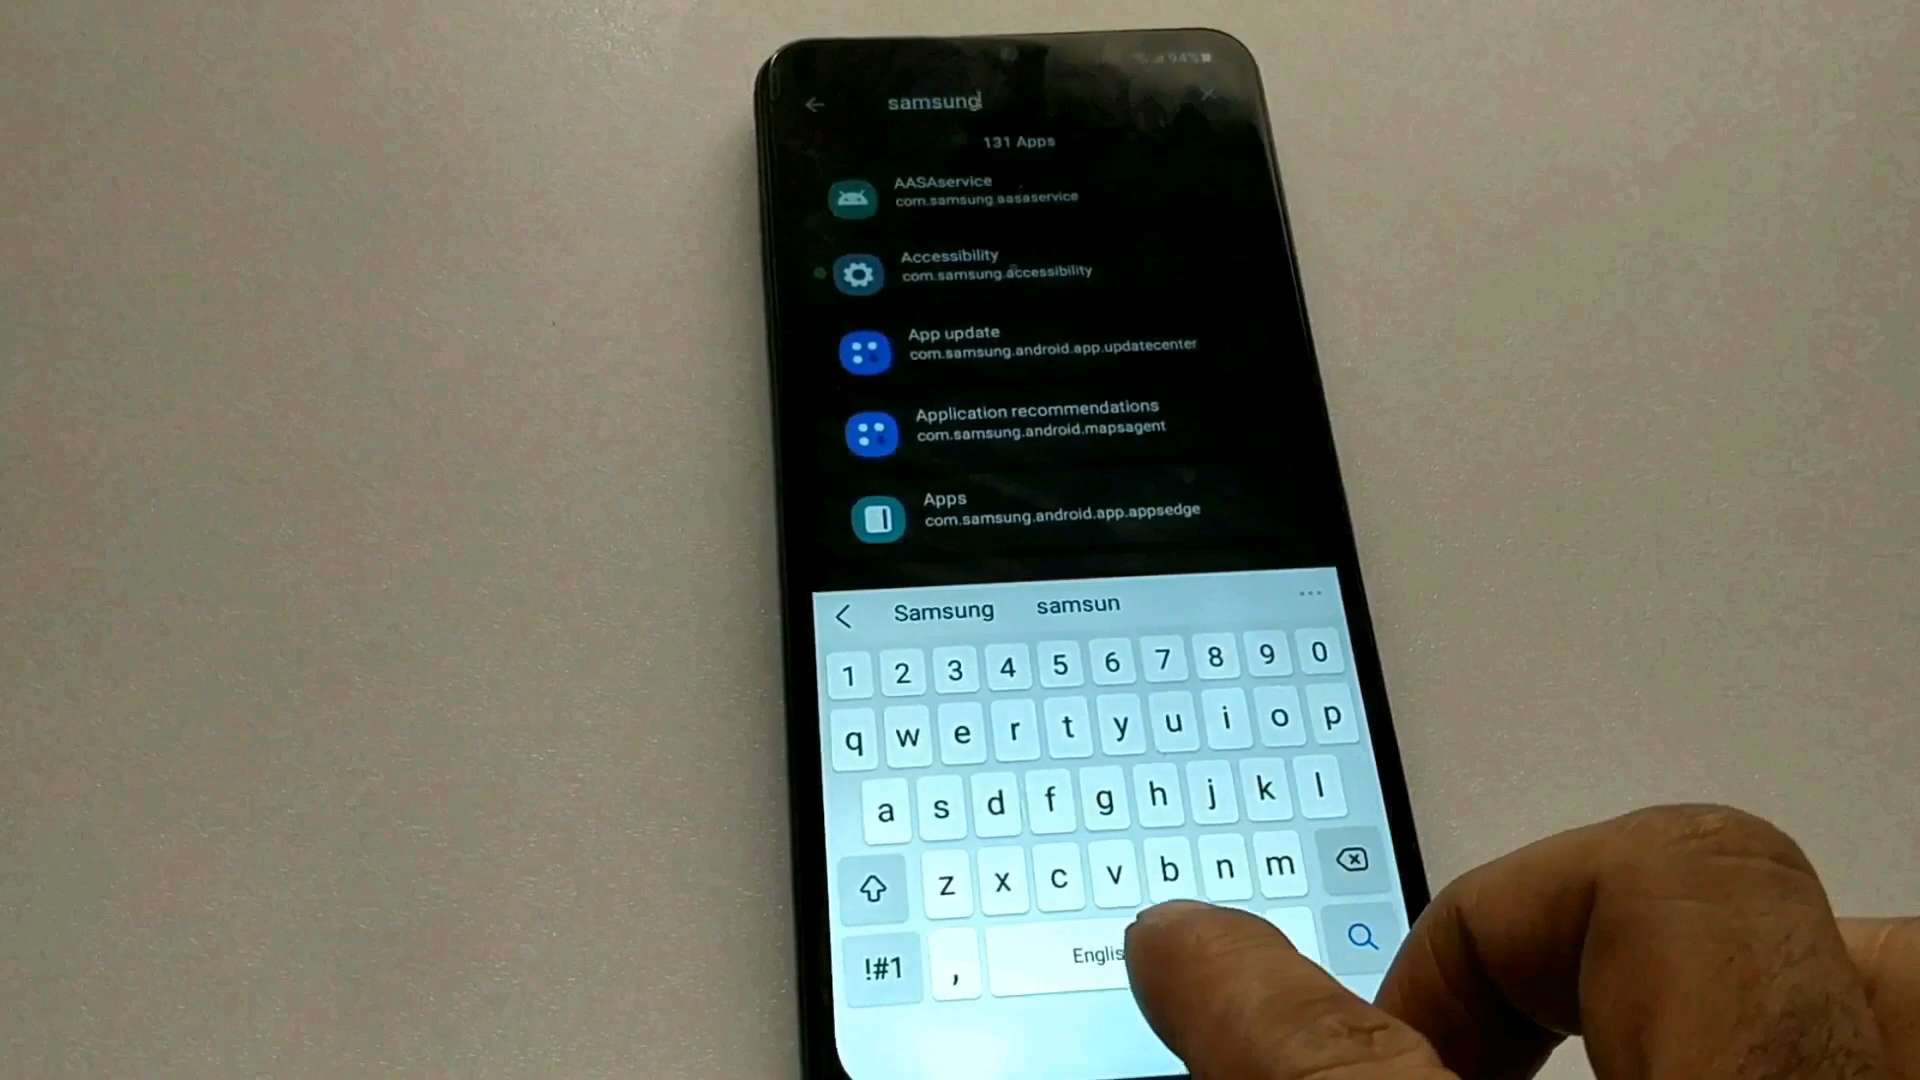 94%
samsung
131 Apps
AASAservice
com.samsung.aasaservice
Accessibility
com.samsung.accessibility
App update
com.samsung.android.app.updatecenter
Application recommendations
com.samsung.android.mapsagent
Apps
com.samsung.android.app.appsedge
Samsung samsun
1 2 3 4 5 6 7 8 9 0
q w e r t y u i o p
a s d f g h j k l
z x c v b n m
!#1 , Englis